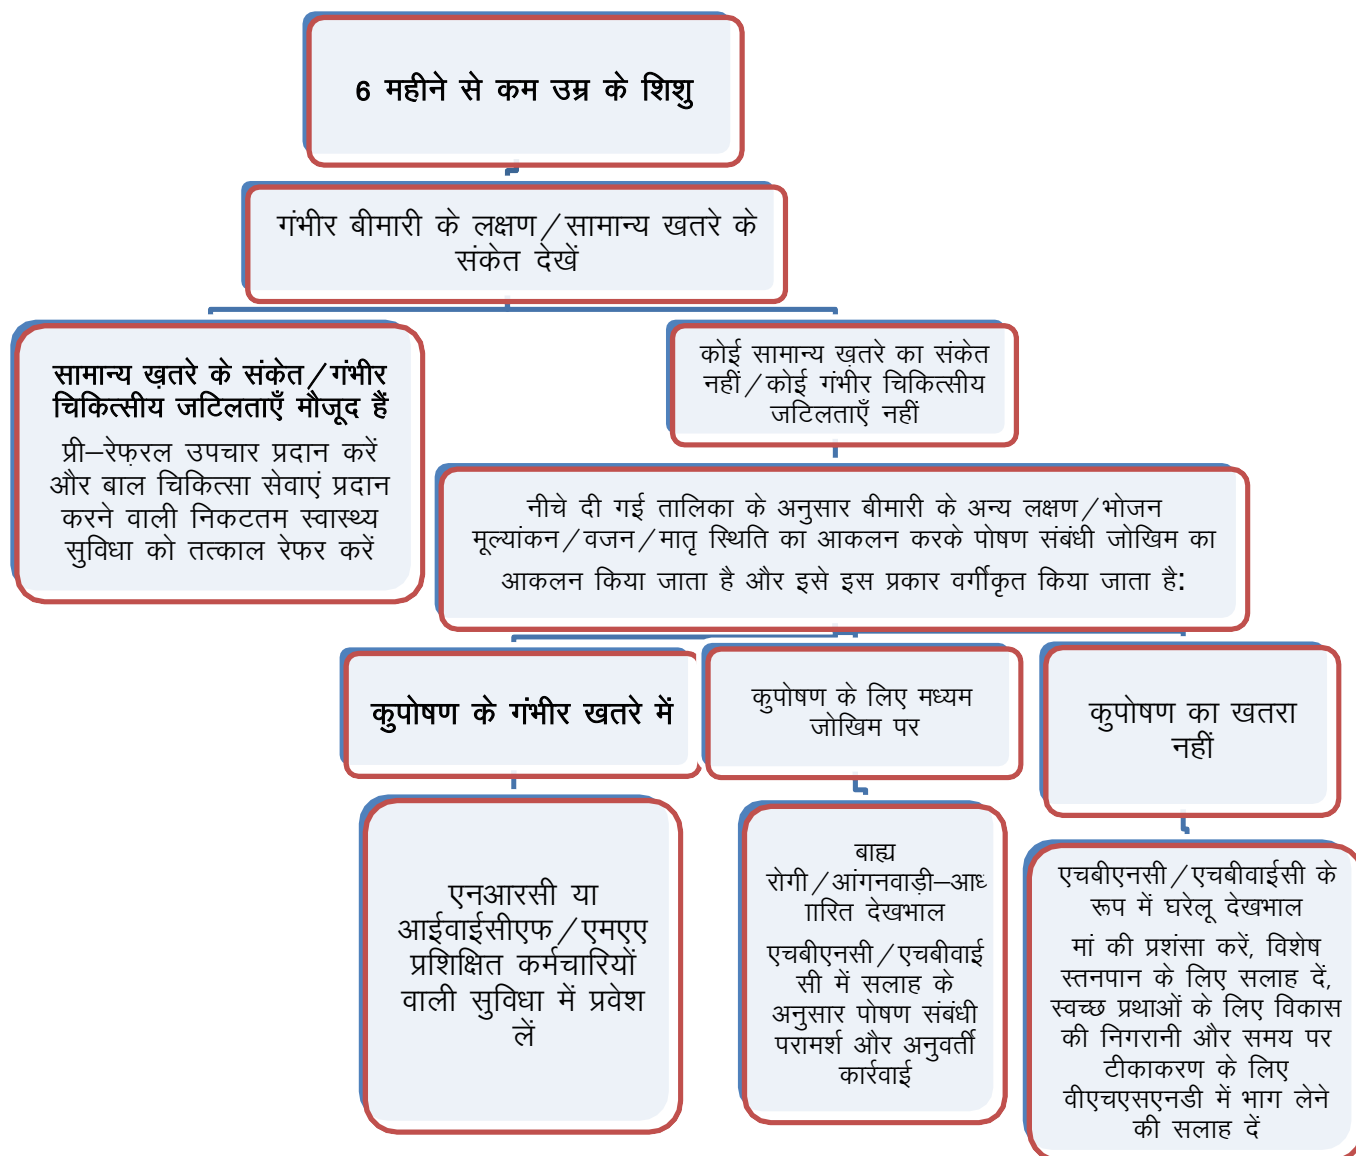 6 महीने से कम उम्र के शिशु
गंभीर बीमारी के लक्षण/सामान्य खतरे के
संकेत देखें
सामान्य ख़तरे के संकेत/गंभीर
चिकित्सीय जटिलताएँ मौजूद हैं
प्री–रेफ़रल उपचार प्रदान करें
और बाल चिकित्सा सेवाएं प्रदान
करने वाली निकटतम स्वास्थ्य
सुविधा को तत्काल रेफर करें
कोई सामान्य ख़तरे का संकेत
नहीं/कोई गंभीर चिकित्सीय
जटिलताएँ नहीं
नीचे दी गई तालिका के अनुसार बीमारी के अन्य लक्षण/भोजन
मूल्यांकन/वजन/मातृ स्थिति का आकलन करके पोषण संबंधी जोखिम का
आकलन किया जाता है और इसे इस प्रकार वर्गीकृत किया जाता है:
कुपोषण के गंभीर खतरे में
कुपोषण के लिए मध्यम
जोखिम पर
कुपोषण का खतरा
नहीं
एनआरसी या
आईवाईसीएफ/एमएए
प्रशिक्षित कर्मचारियों
वाली सुविधा में प्रवेश
लें
बाह्य
रोगी/आंगनवाड़ी–आध
ाारित देखभाल
एचबीएनसी/एचबीवाई
सी में सलाह के
अनुसार पोषण संबंधी
परामर्श और अनुवर्ती
कार्रवाई
एचबीएनसी/एचबीवाईसी के
रूप में घरेलू देखभाल
मां की प्रशंसा करें, विशेष
स्तनपान के लिए सलाह दें,
स्वच्छ प्रथाओं के लिए विकास
की निगरानी और समय पर
टीकाकरण के लिए
वीएचएसएनडी में भाग लेने
की सलाह दें